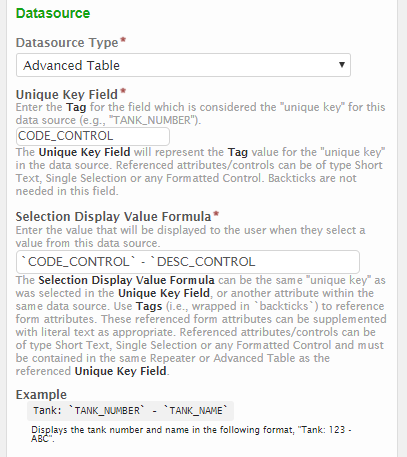 Datasource
Datasource Type*
Advanced Table
Unique Key Field*
Enter the Tag for the field which is considered the "unique key" for this
data source (e.g., "TANK_NUMBER").
CODE_CONTROL
The Unique Key Field will represent the Tag value for the "unique key"
in the data source. Referenced attributes/controls can be of type Short
Text, Single Selection or any Formatted Control. Backticks are not
needed in this field.
Selection Display Value Formula*
Enter the value that will be displayed to the user when they select a
value from this data source.
`CODE_CONTROL` - `DESC_CONTROL
The Selection Display Value Formula can be the same "unique key" as
was selected in the Unique Key Field, or another attribute within the
same data source. Use Tags (i.e., wrapped in `backticks`) to reference
form attributes. These referenced form attributes can be supplemented
with literal text as appropriate. Referenced attributes/controls can be
of type Short Text, Single Selection or any Formatted Control and must
be contained in the same Repeater or Advanced Table as the
referenced Unique Key Field.
Example
Tank: `TANK_NUMBER` - `TANK_NAME`
Displays the tank number and name in the following format, "Tank: 123 -
ABC".